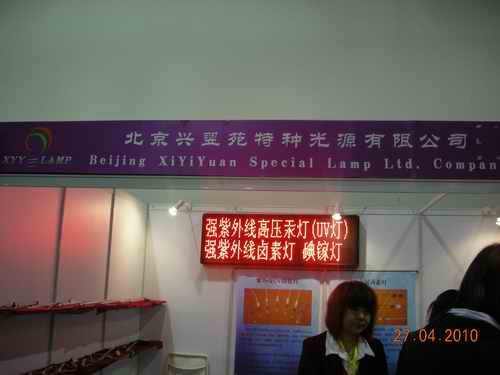 北京兴翌苑特种光源有限公司
XYY LAMP
Beijing XiYiYuan Special Lamp Ltd. Compan
强紫外线高压汞灯(UV灯)
强紫外线卤素灯 碘镓灯
27.04.2010